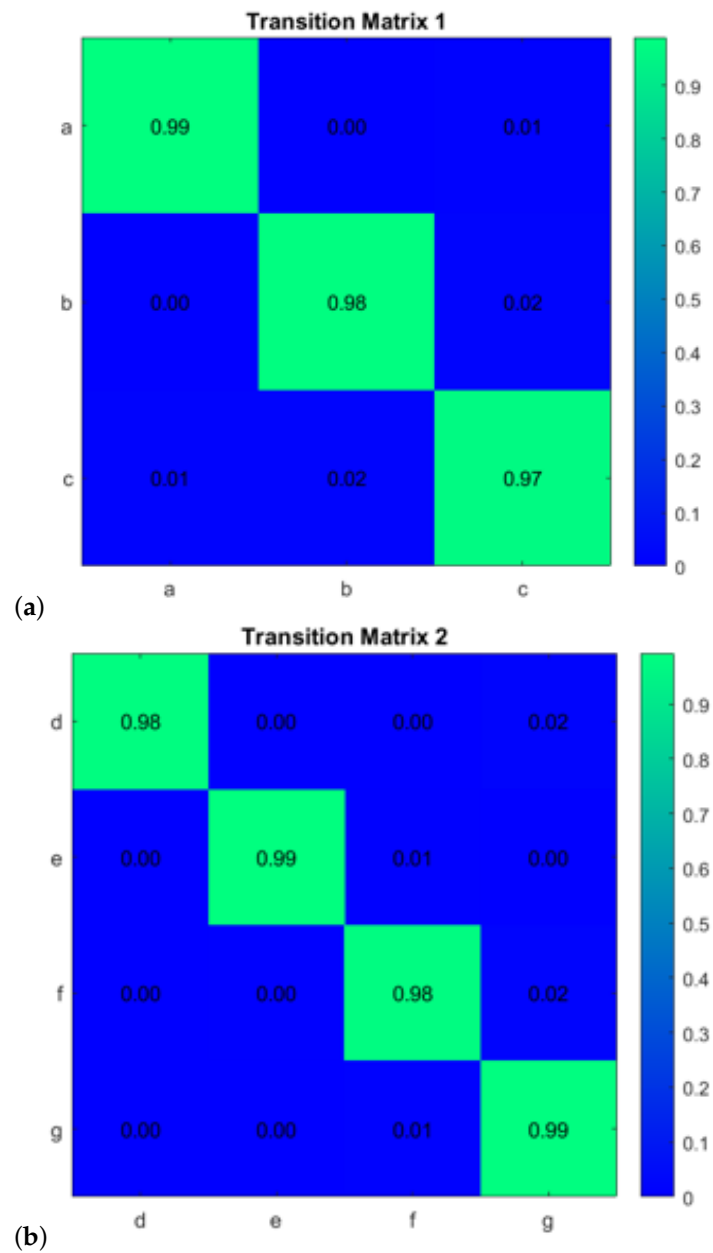 Transition Matrix 1
0.9
0.8
0.7
0.6
0.5
0.4
0.3
0.2
0.1
0
a 0.99 0.00 0.01
b 0.00 0.98 0.02
c 0.01 0.02 0.97
a b c
(a)
Transition Matrix 2
0.9
0.8
0.7
0.6
0.5
0.4
0.3
0.2
0.1
0
d 0.98 0.00 0.00 0.02
e 0.00 0.99 0.01 0.00
f 0.00 0.00 0.98 0.02
g 0.00 0.00 0.01 0.99
d e f g
(b)